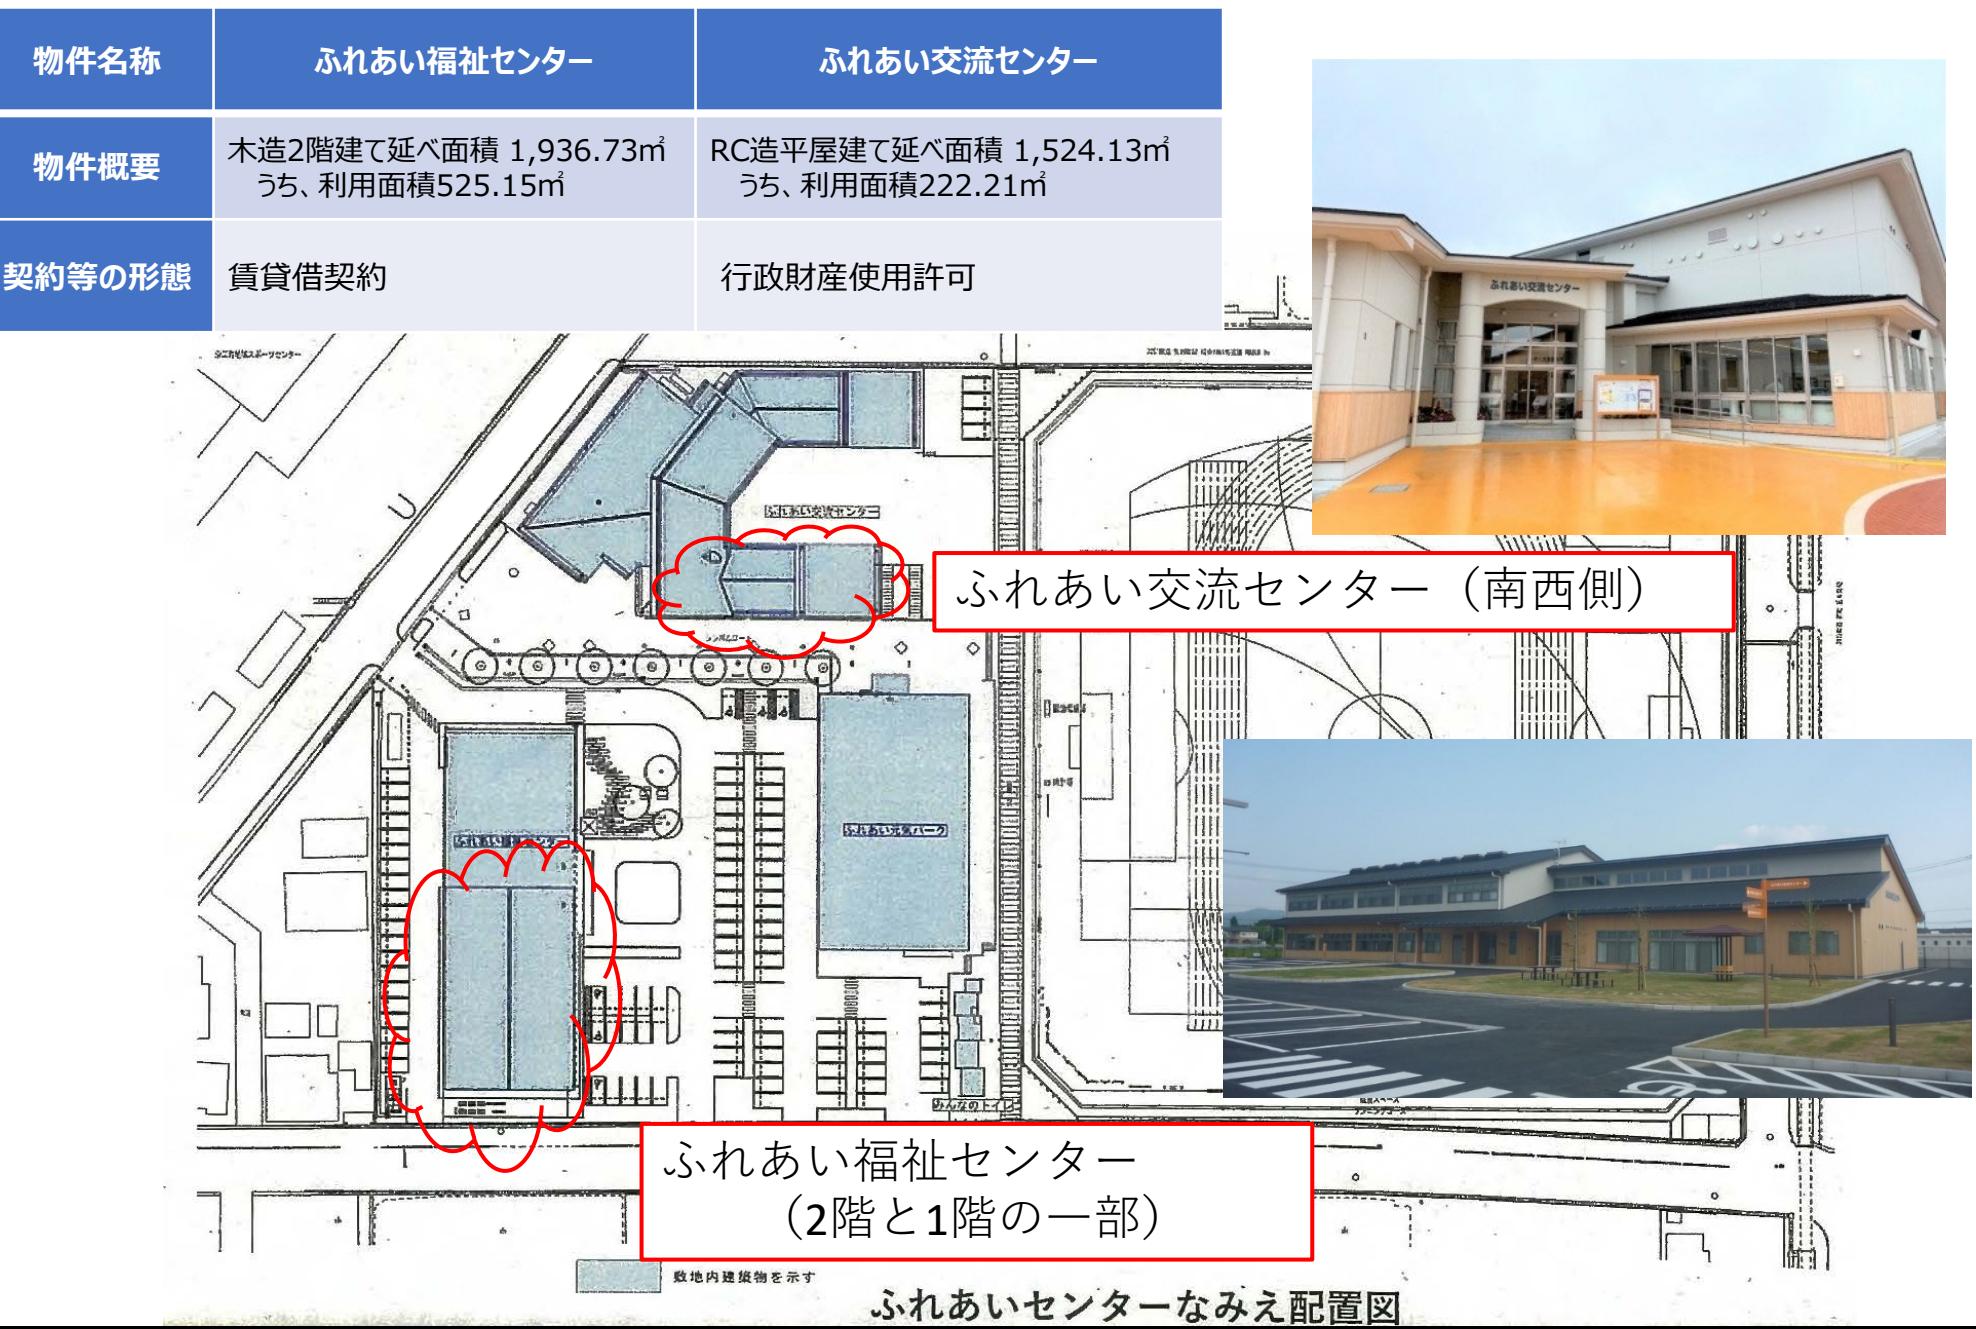 物件名称
ふれあい福祉センター
ふれあい交流センター
物件概要
木造2階建て延べ面積 1,936.73㎡
うち、利用面積525.15㎡
RC造平屋建て延べ面積 1,524.13㎡
うち、利用面積222.21㎡
契約等の形態
賃貸借契約
行政財産使用許可
ふれあい交流センター
ふれあい交流センター
ふれあい交流センター（南西側）
シンボルロード
ふれあい元気パーク
ふれあい福祉センター
みんなのトイレ
ふれあい福祉センター
（2階と1階の一部）
敷地内建築物を示す
ふれあいセンターなみえ配置図